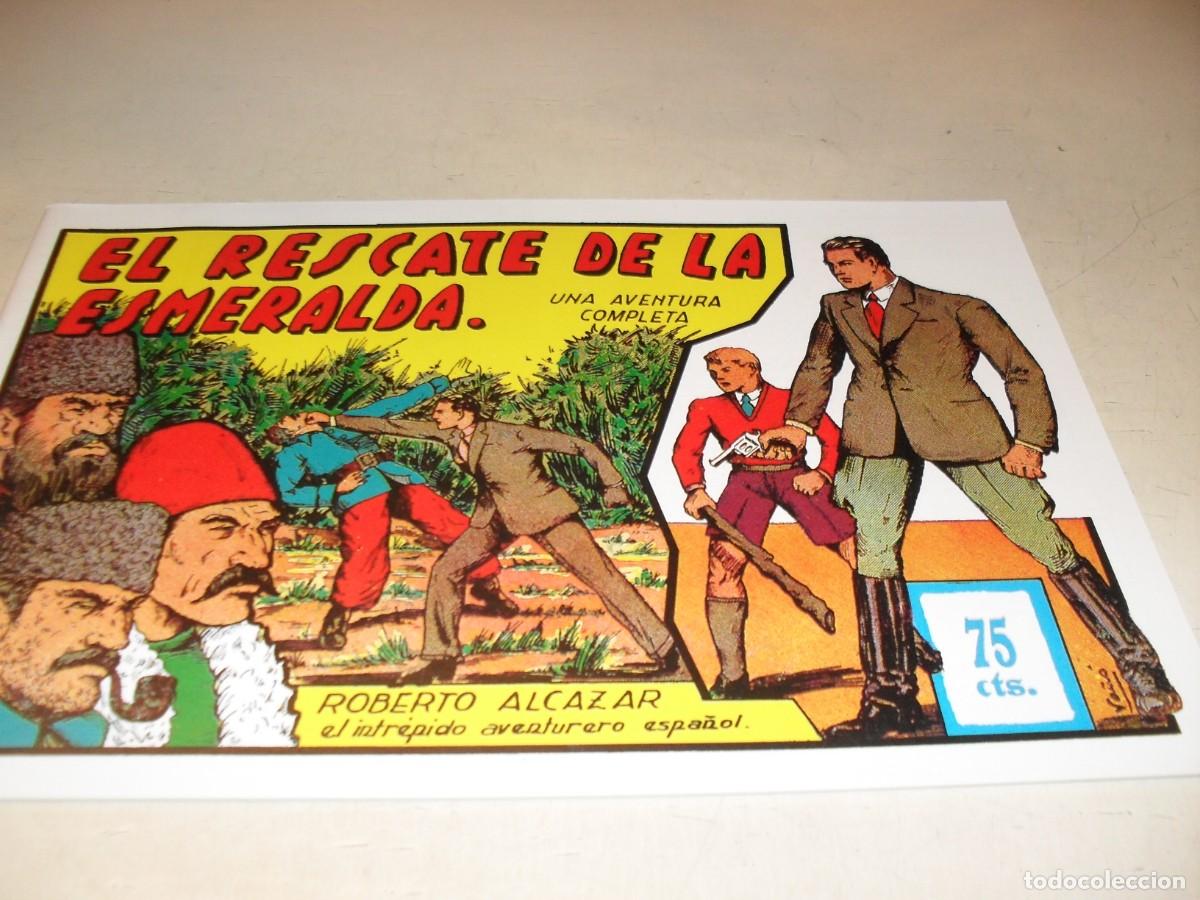 EL RESCATE DE LA
ESMERALDA.
UNA AVENTURA
COMPLETA
75
cts.
ROBERTO ALCAZAR
el intrépido aventurero español.
todocoleccion